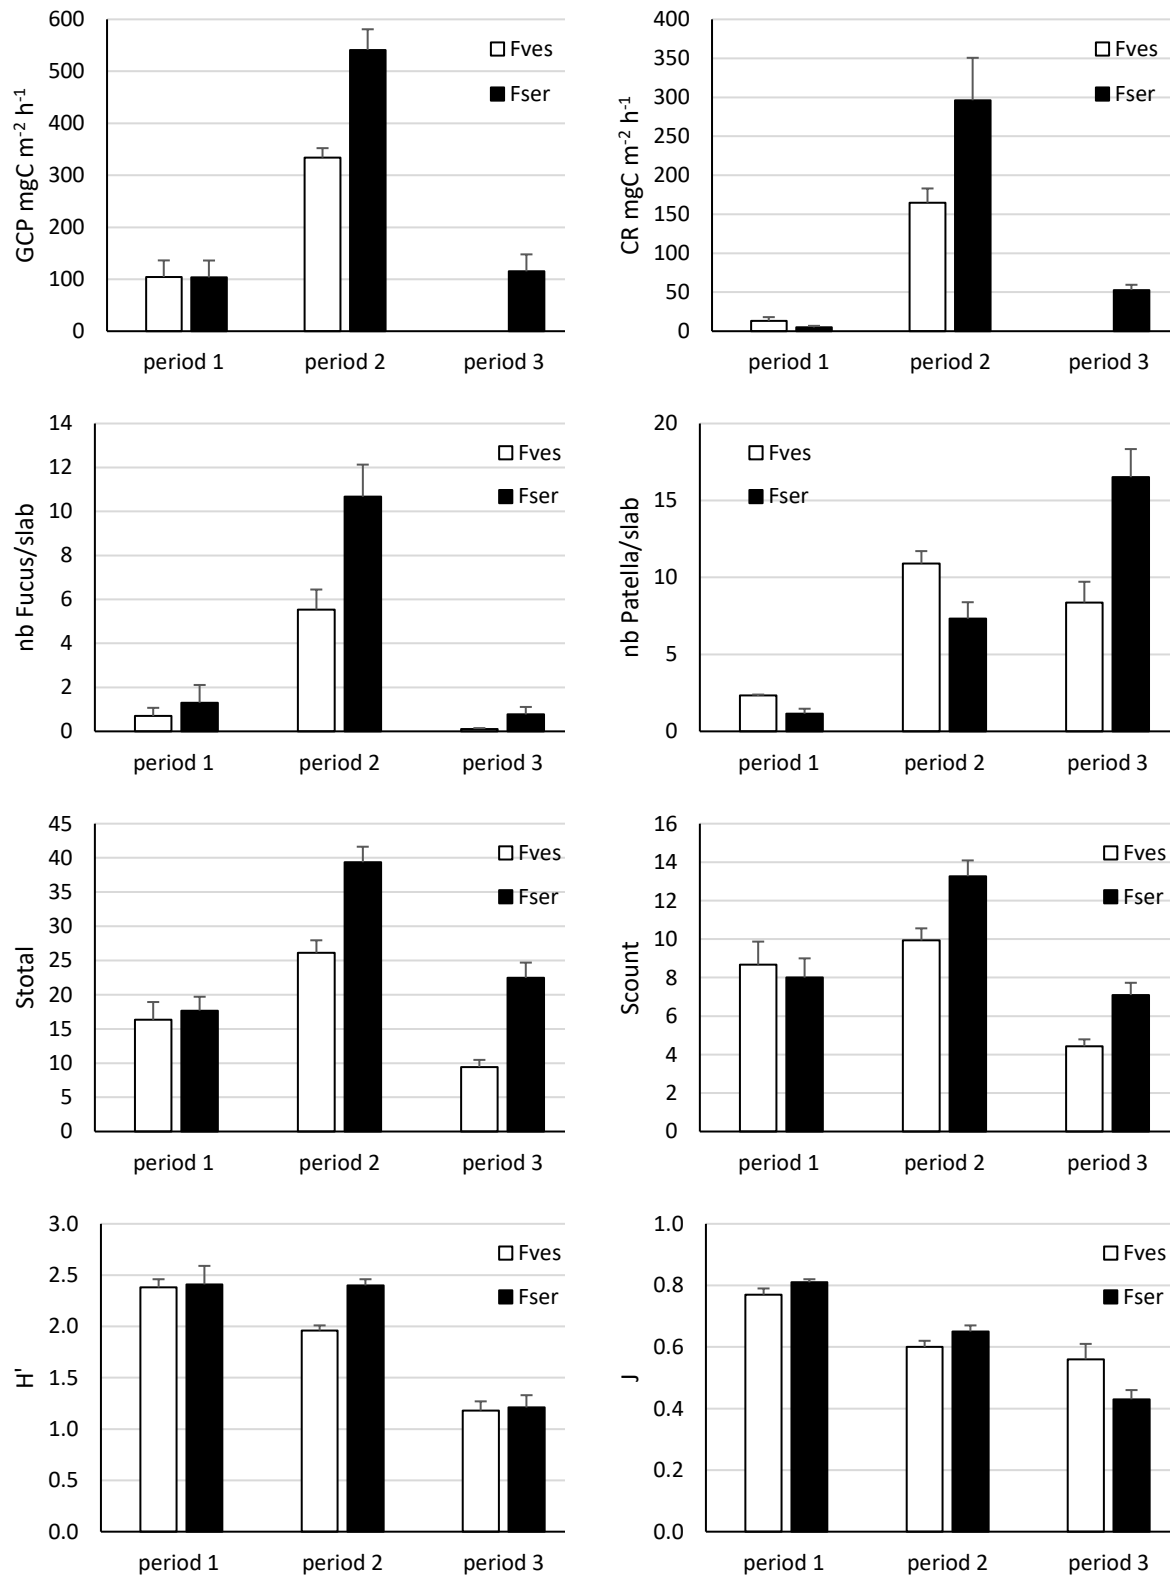 GCP mgC m⁻² h⁻¹
600
500
400
300
200
100
0
Fves
Fser
period 1 period 2 period 3
CR mgC m⁻² h⁻¹
400
350
300
250
200
150
100
50
0
Fves
Fser
period 1 period 2 period 3
nb Fucus/slab
14
12
10
8
6
4
2
0
Fves
Fser
period 1 period 2 period 3
nb Patella/slab
20
15
10
5
0
Fves
Fser
period 1 period 2 period 3
Stotal
45
40
35
30
25
20
15
10
5
0
Fves
Fser
period 1 period 2 period 3
Scount
16
14
12
10
8
6
4
2
0
Fves
Fser
period 1 period 2 period 3
H'
3.0
2.5
2.0
1.5
1.0
0.5
0.0
Fves
Fser
period 1 period 2 period 3
J
1.0
0.8
0.6
0.4
0.2
0.0
Fves
Fser
period 1 period 2 period 3